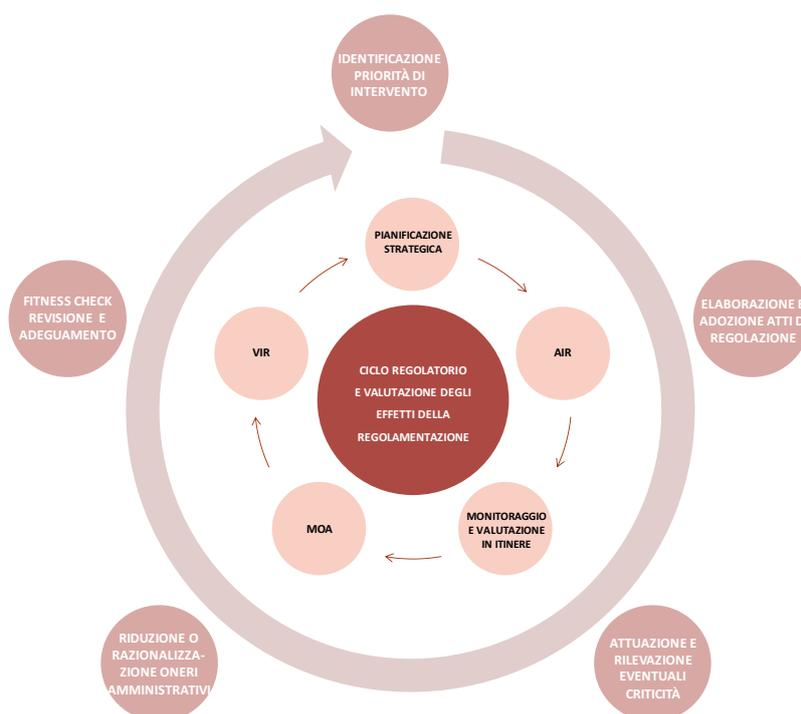 IDENTIFICAZIONE
PRIORITÀ DI
INTERVENTO
PIANIFICAZIONE
STRATEGICA
FITNESS CHECK
REVISIONE E
ADEGUAMENTO
ELABORAZIONE E
ADOZIONE ATTI D
REGOLAZIONE
VIR
AIR
CICLO REGOLATORIO
E VALUTAZIONE DEGLI
EFFETTI DELLA
REGOLAMENTAZIONE
MOA
MONITORAGGIO
E VALUTAZIONE
IN ITINERE
RIDUZIONE O
RAZIONALIZZA-
ZIONE ONERI
AMMINISTRATIVI
ATTUAZIONE E
RILEVAZIONE
EVENTUALI
CRITICITÀ